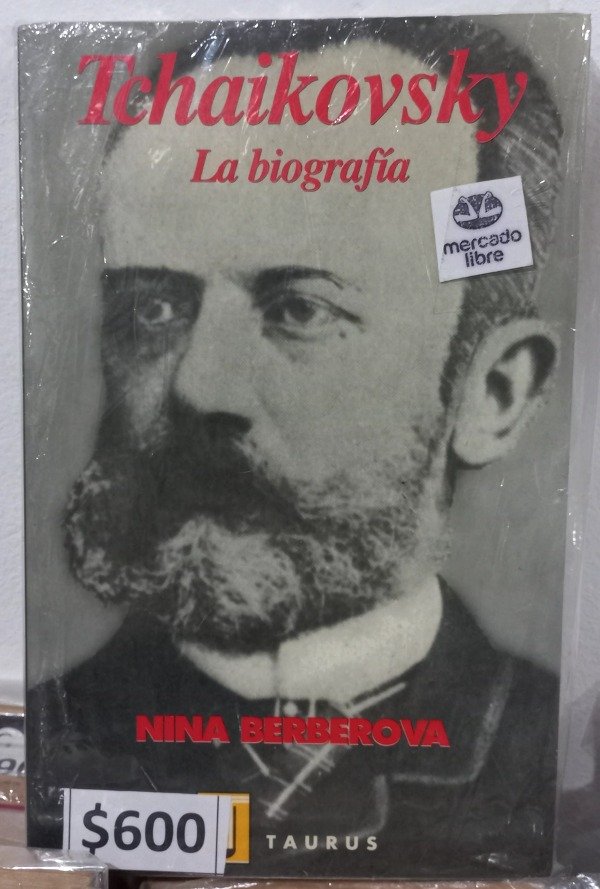 Tchaikovsky
La biografía
mercado
libre
NINA BERBEROVA
$600
TAURUS